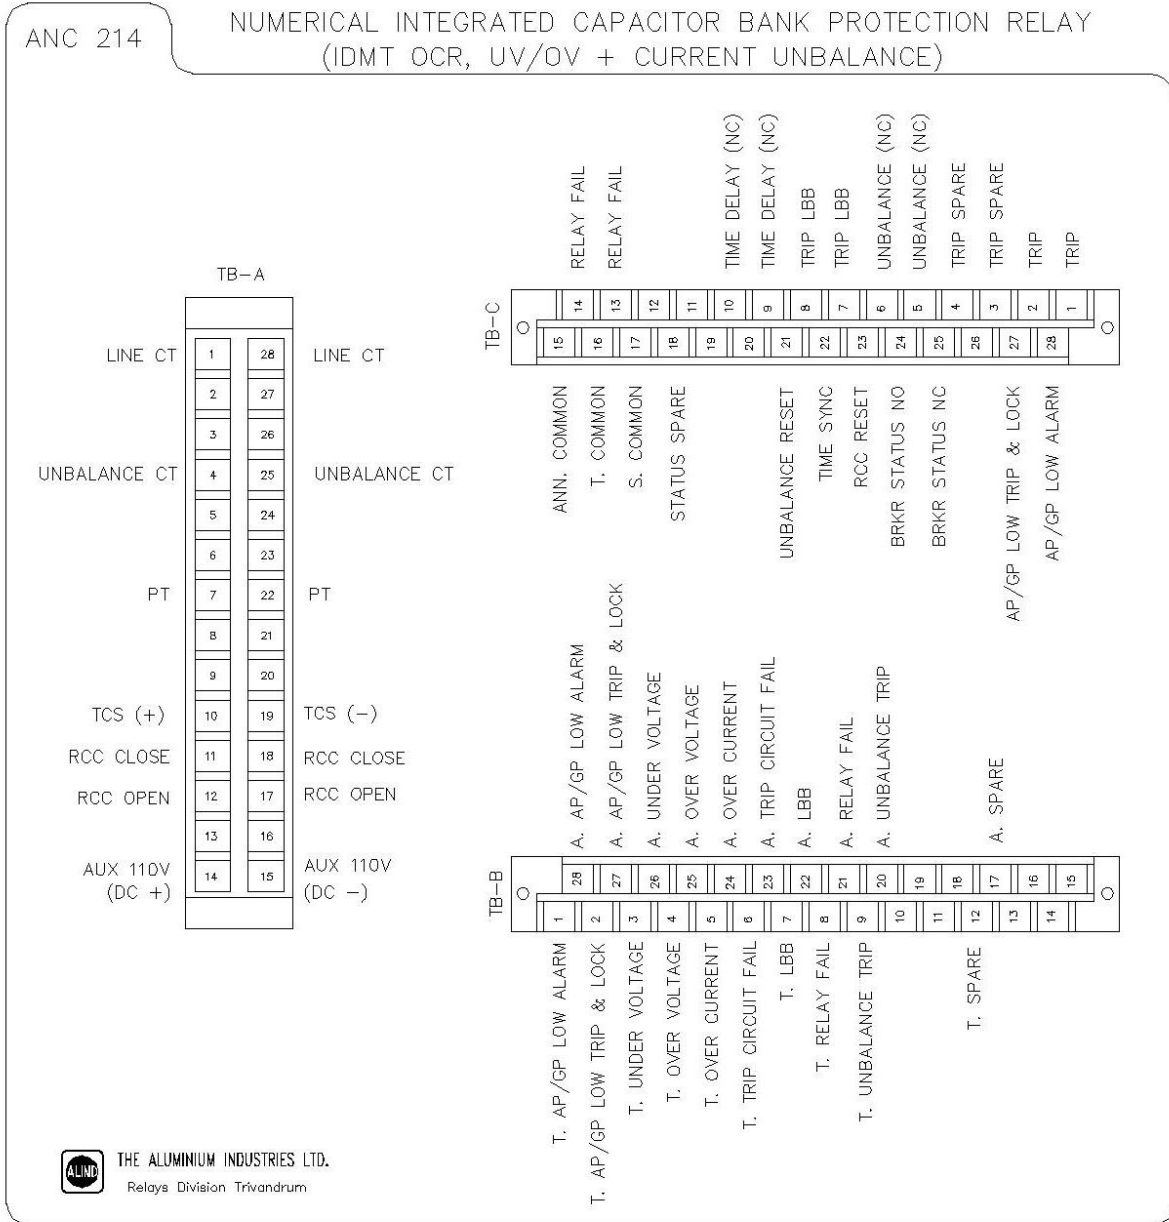 ANC 214
NUMERICAL INTEGRATED CAPACITOR BANK PROTECTION RELAY
(IDMT OCR, UV/OV + CURRENT UNBALANCE)
TB-A
LINE CT 1 28 LINE CT
2 27
3 26
UNBALANCE CT 4 25 UNBALANCE CT
5 24
6 23
PT 7 22 PT
8 21
9 20
TCS (+) 10 19 TCS (-)
RCC CLOSE 11 18 RCC CLOSE
RCC OPEN 12 17 RCC OPEN
13 16
AUX 110V 14 15 AUX 110V
(DC +) (DC -)
TB-C
RELAY FAIL
RELAY FAIL
TIME DELAY (NC)
TIME DELAY (NC)
TRIP LBB
TRIP LBB
UNBALANCE (NC)
UNBALANCE (NC)
TRIP SPARE
TRIP SPARE
TRIP
TRIP
14 13 12 11 10 9 8 7 6 5 4 3 2 1
15 16 17 18 19 20 21 22 23 24 25 26 27 28
ANN. COMMON
T. COMMON
S. COMMON
STATUS SPARE
UNBALANCE RESET
TIME SYNC
RCC RESET
BRKR STATUS NO
BRKR STATUS NC
AP/GP LOW TRIP & LOCK
AP/GP LOW ALARM
TB-B
A. AP/GP LOW ALARM
A. AP/GP LOW TRIP & LOCK
A. UNDER VOLTAGE
A. OVER VOLTAGE
A. OVER CURRENT
A. TRIP CIRCUIT FAIL
A. LBB
A. RELAY FAIL
A. UNBALANCE TRIP
A. SPARE
28 27 26 25 24 23 22 21 20 19 18 17 16 15
1 2 3 4 5 6 7 8 9 10 11 12 13 14
T. AP/GP LOW ALARM
T. AP/GP LOW TRIP & LOCK
T. UNDER VOLTAGE
T. OVER VOLTAGE
T. OVER CURRENT
T. TRIP CIRCUIT FAIL
T. LBB
T. RELAY FAIL
T. UNBALANCE TRIP
T. SPARE
ALIND
THE ALUMINIUM INDUSTRIES LTD.
Relays Division Trivandrum